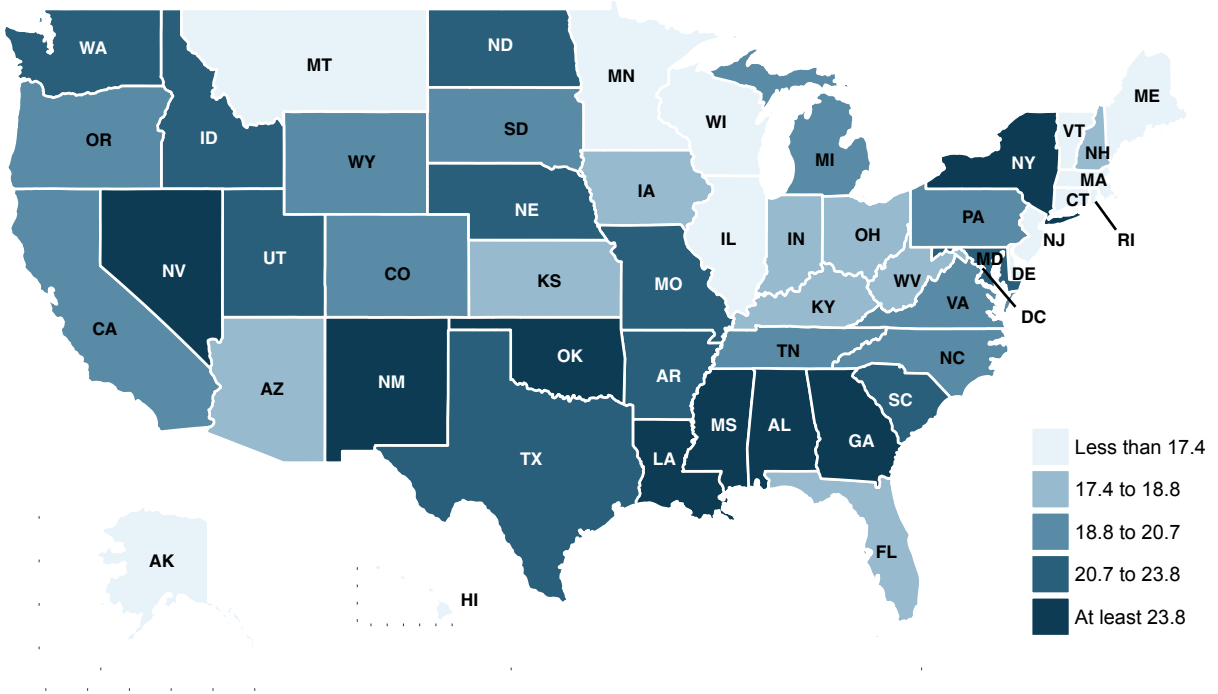 WA
MT
ND
MN
ME
OR
ID
SD
WI
VT
NH
WY
MI
NY
MA
IA
CT
NE
PA
UT
NV
CO
IL
IN
OH
NJ
RI
MD
DE
KS
MO
WV
CA
KY
VA
DC
OK
TN
NC
AZ
NM
AR
SC
MS
AL
GA
TX
LA
FL
AK
HI
Less than 17.4
17.4 to 18.8
18.8 to 20.7
20.7 to 23.8
At least 23.8